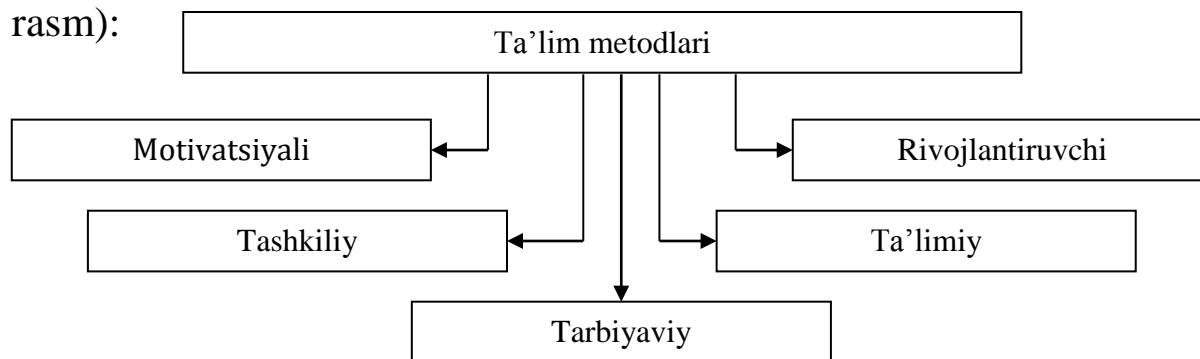 rasm):
Ta’lim metodlari
Motivatsiyali
Rivojlantiruvchi
Tashkiliy
Ta’limiy
Tarbiyaviy